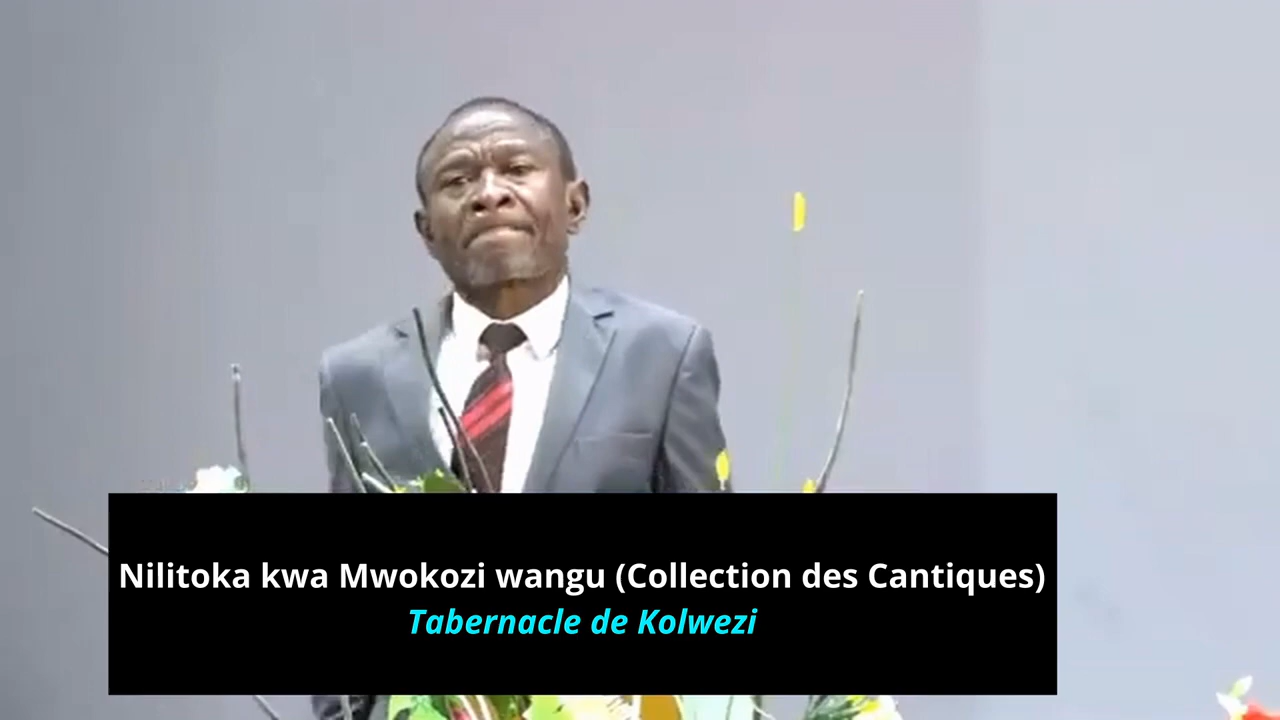 Nilitoka kwa Mwokozi wangu (Collection des Cantiques)
Tabernacle de Kolwezi